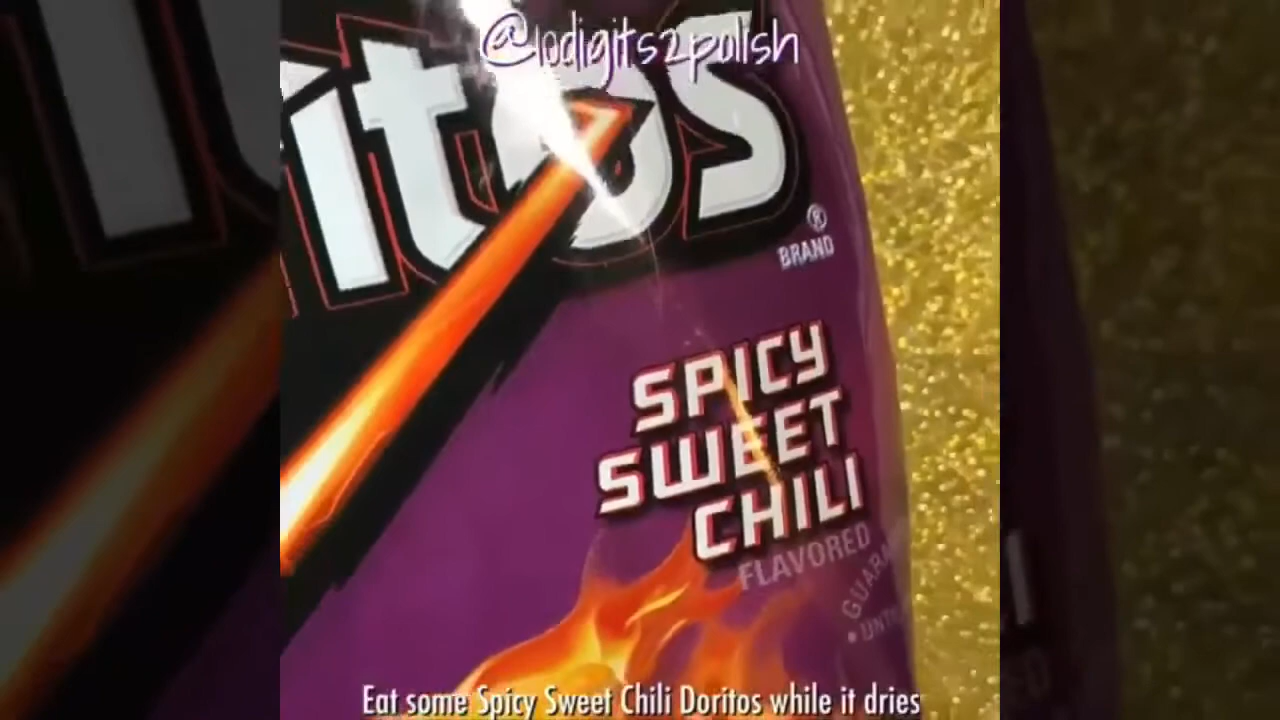 @10digits2polish
itos
®
BRAND
SPICY
SWEET
CHILI
FLAVORED
Eat some Spicy Sweet Chili Doritos while it dries